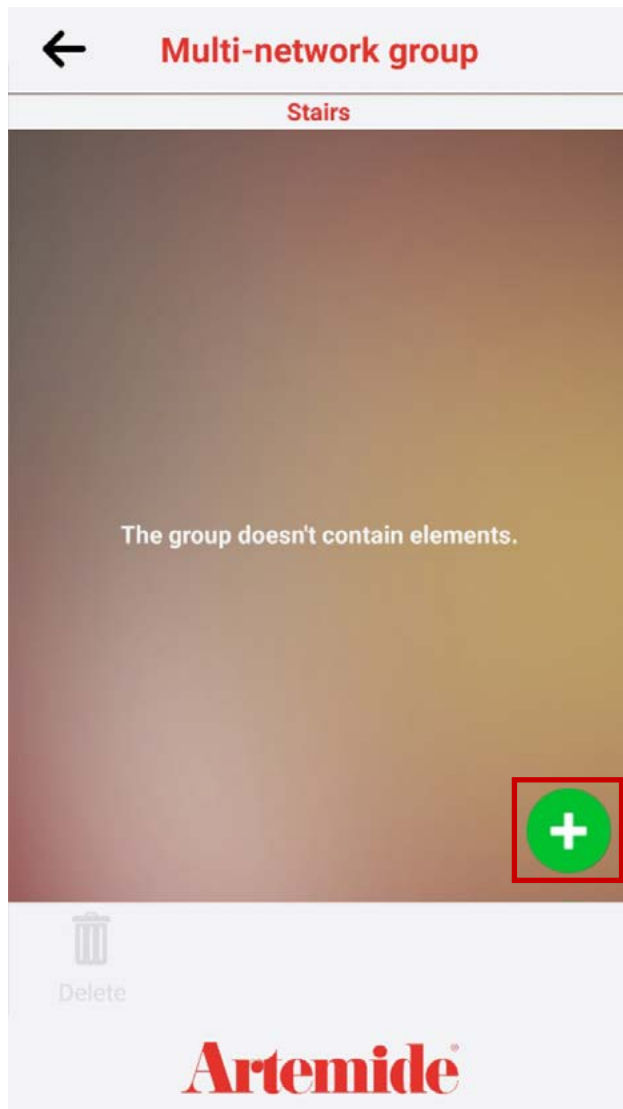 Multi-network group
Stairs
The group doesn't contain elements.
Delete
Artemide®